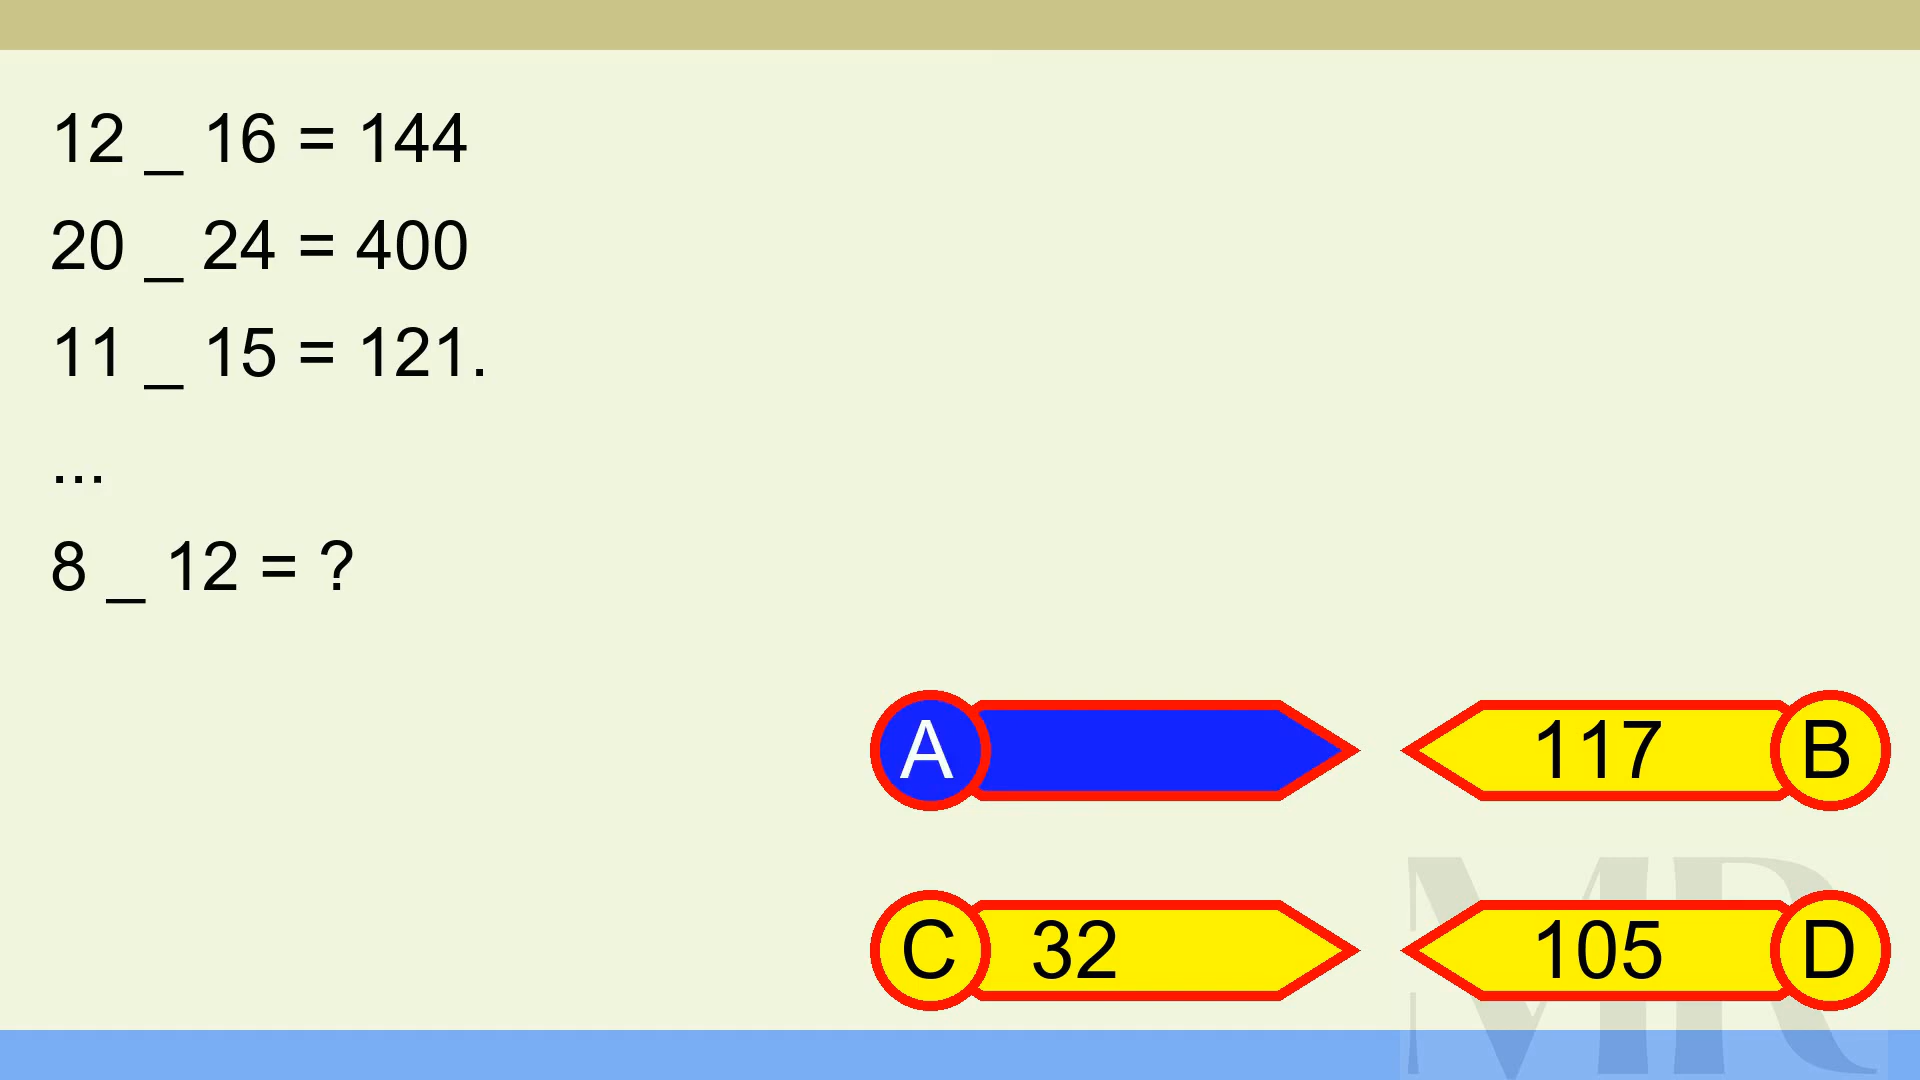 12 _ 16 = 144
20 _ 24 = 400
11 _ 15 = 121.
...
8 _ 12 = ?
A
117 B
C 32
105 D
MR